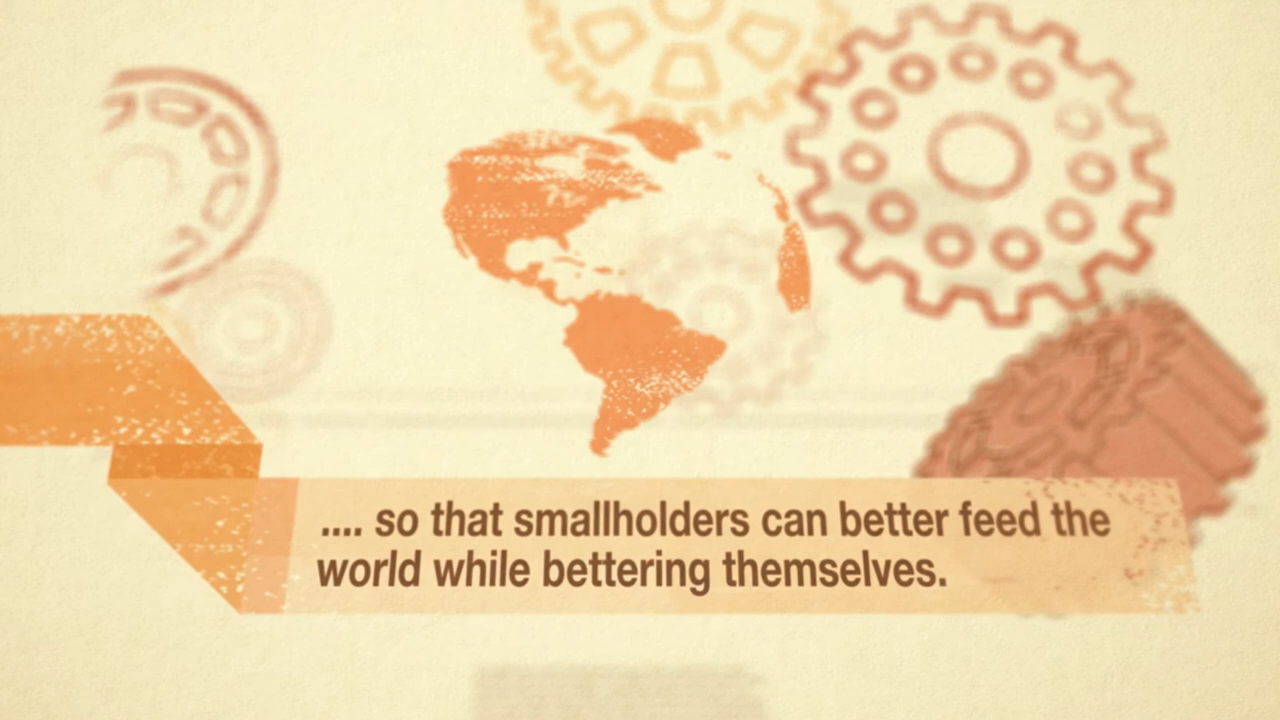 .... so that smallholders can better feed the
world while bettering themselves.